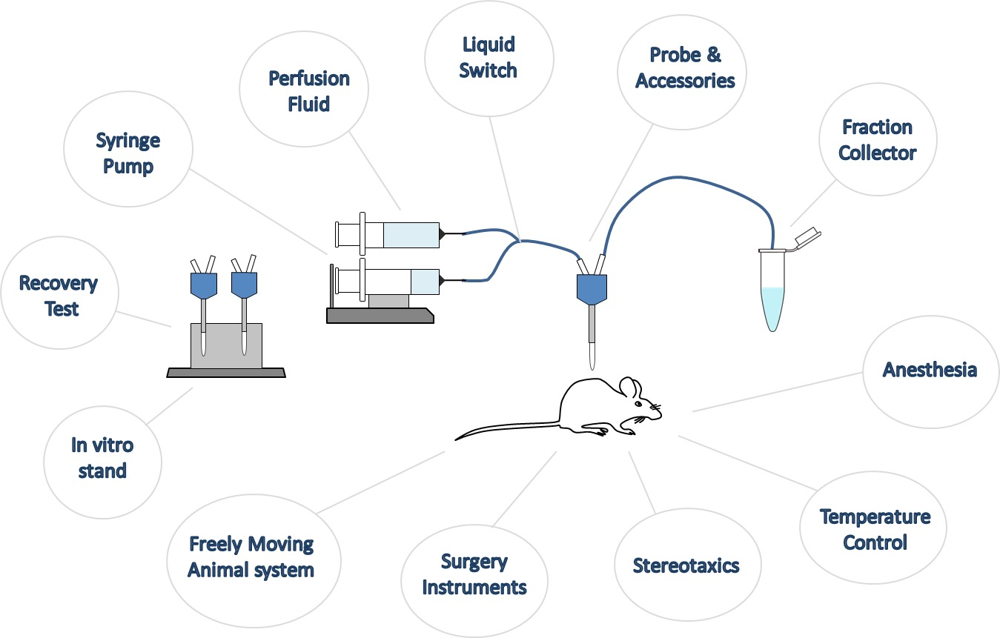 Liquid
Switch
Probe &
Accessories
Perfusion
Fluid
Fraction
Collector
Syringe
Pump
Recovery
Test
Anesthesia
In vitro
stand
Temperature
Control
Freely Moving
Animal system
Surgery
Instruments
Stereotaxics